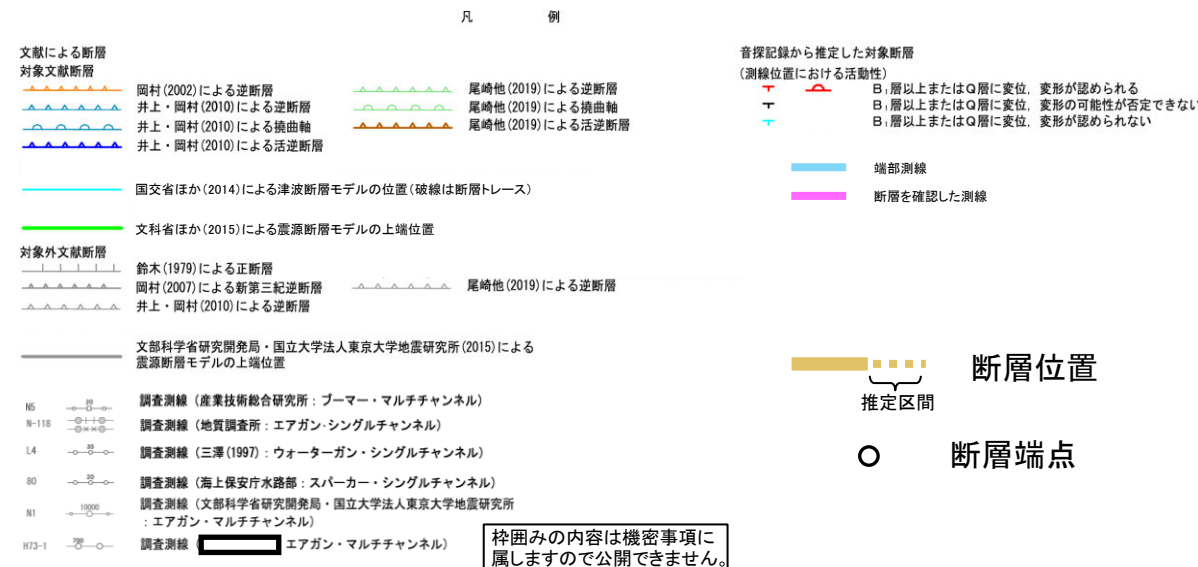 凡 例
文献による断層
対象文献断層
岡村(2002)による逆断層
井上・岡村(2010)による逆断層
井上・岡村(2010)による撓曲軸
井上・岡村(2010)による活逆断層
尾崎他(2019)による逆断層
尾崎他(2019)による撓曲軸
尾崎他(2019)による活逆断層
国交省ほか(2014)による津波断層モデルの位置(破線は断層トレース)
文科省ほか(2015)による震源断層モデルの上端位置
対象外文献断層
鈴木(1979)による正断層
岡村(2007)による新第三紀逆断層
井上・岡村(2010)による逆断層
尾崎他(2019)による逆断層
文部科学省研究開発局・国立大学法人東京大学地震研究所(2015)による
震源断層モデルの上端位置
N5 20 調査測線(産業技術総合研究所:ブーマー・マルチチャンネル)
N-118 調査測線(地質調査所:エアガン・シングルチャンネル)
L4 35 調査測線(三澤(1997):ウォーターガン・シングルチャンネル)
80 20 調査測線(海上保安庁水路部:スパーカー・シングルチャンネル)
N1 10000 調査測線(文部科学省研究開発局・国立大学法人東京大学地震研究所
:エアガン・マルチチャンネル)
H73-1 700 調査測線( エアガン・マルチチャンネル)
枠囲みの内容は機密事項に
属しますので公開できません。
音探記録から推定した対象断層
(測線位置における活動性)
B₁層以上またはQ層に変位,変形が認められる
B₁層以上またはQ層に変位,変形の可能性が否定できない
B₁層以上またはQ層に変位,変形が認められない
端部測線
断層を確認した測線
断層位置
推定区間
断層端点